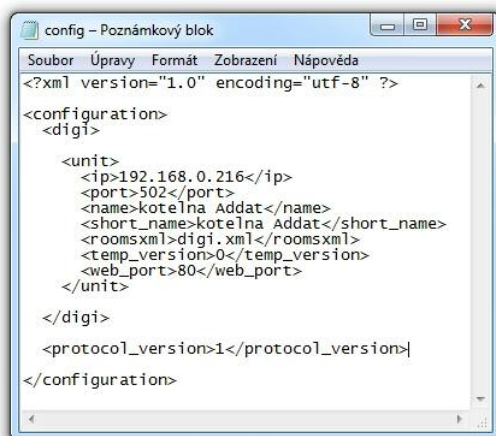 config – Poznámkový blok
Soubor Úpravy Formát Zobrazení Nápověda
<?xml version="1.0" encoding="utf-8" ?>
<configuration>
<digi>
<unit>
<ip>192.168.0.216</ip>
<port>502</port>
<name>kotelna Addat</name>
<short_name>kotelna Addat</short_name>
<roomsxml>digi.xml</roomsxml>
<temp_version>0</temp_version>
<web_port>80</web_port>
</unit>
</digi>
<protocol_version>1</protocol_version>
</configuration>